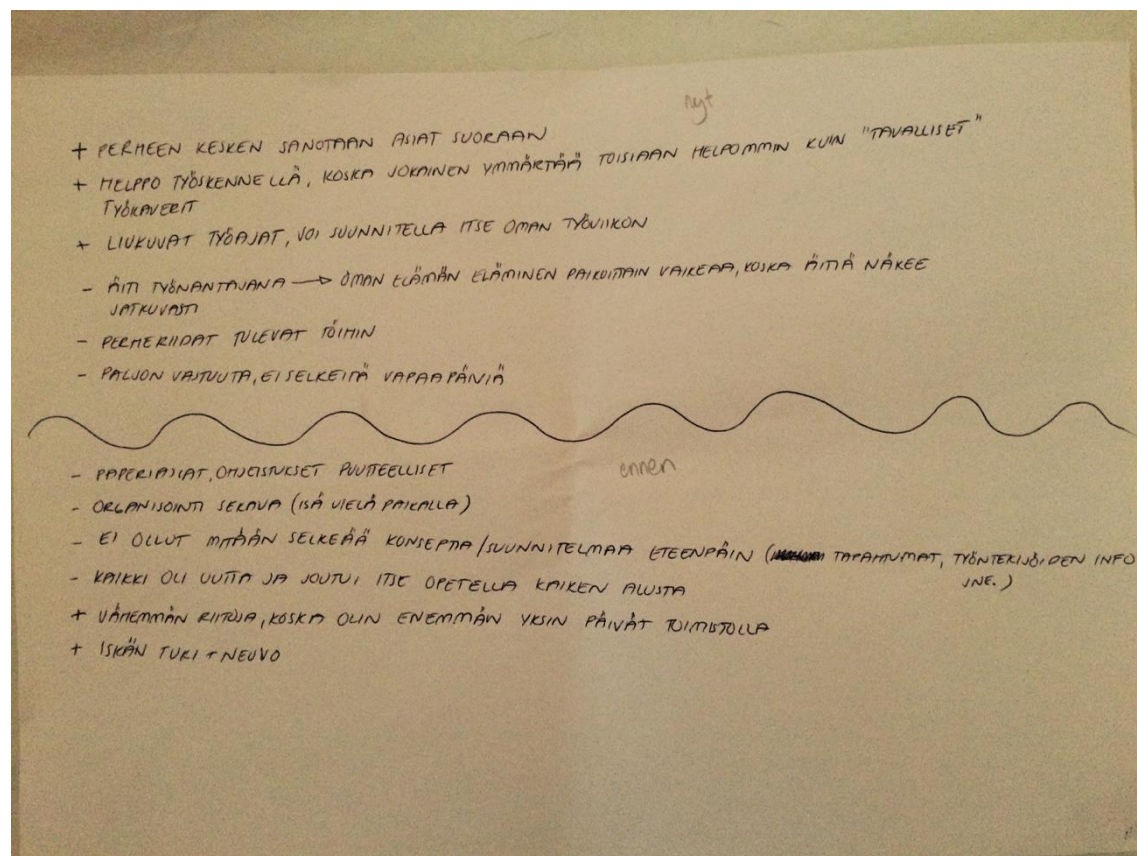 nyt
+ PERHEEN KESKEN SANOTAAN ASIAT SUORAAN
+ HELPPO TYÖSKENNELLÄ, KOSKA JOKAINEN YMMÄRTÄÄ TOISIAAN HELPOMMIN KUIN "TAVALLISET"
TYÖKAVERIT
+ LIUKUVAT TYÖAJAT, VOI SUUNNITELLA ITSE OMAN TYÖVIIKON
- ÄITI TYÖNANTAJANA → OMAN ELÄMÄN ELÄMINEN PAIKOITAIN VAIKEAA, KOSKA ÄITIÄ NÄKEE
JATKUVASTI
- PERHERIIDAT TULEVAT TÖIHIN
- PALJON VASTUUTA, EI SELKEITÄ VAPAAPÄIVIÄ
ennen
- PAPERIASIAT, OHJEISTUKSET PUUTTEELLISET
- ORGANISOINTI SEKAVA (ISÄ VIELÄ PAIKALLA)
- EI OLLUT MITÄÄN SELKEÄÄ KONSEPTIA/SUUNNITELMAA ETEENPÄIN (TAPAHTUMAT, TYÖNTEKIJÖIDEN INFO
JNE.)
- KAIKKI OLI UUTTA JA JOUTUI ITSE OPETELLA KAIKEN ALUSTA
+ VÄHEMMÄN RIITOJA, KOSKA OLIN ENEMMÄN YKSIN PÄIVÄT TOIMISTOLLA
+ ISKÄN TUKI + NEUVO